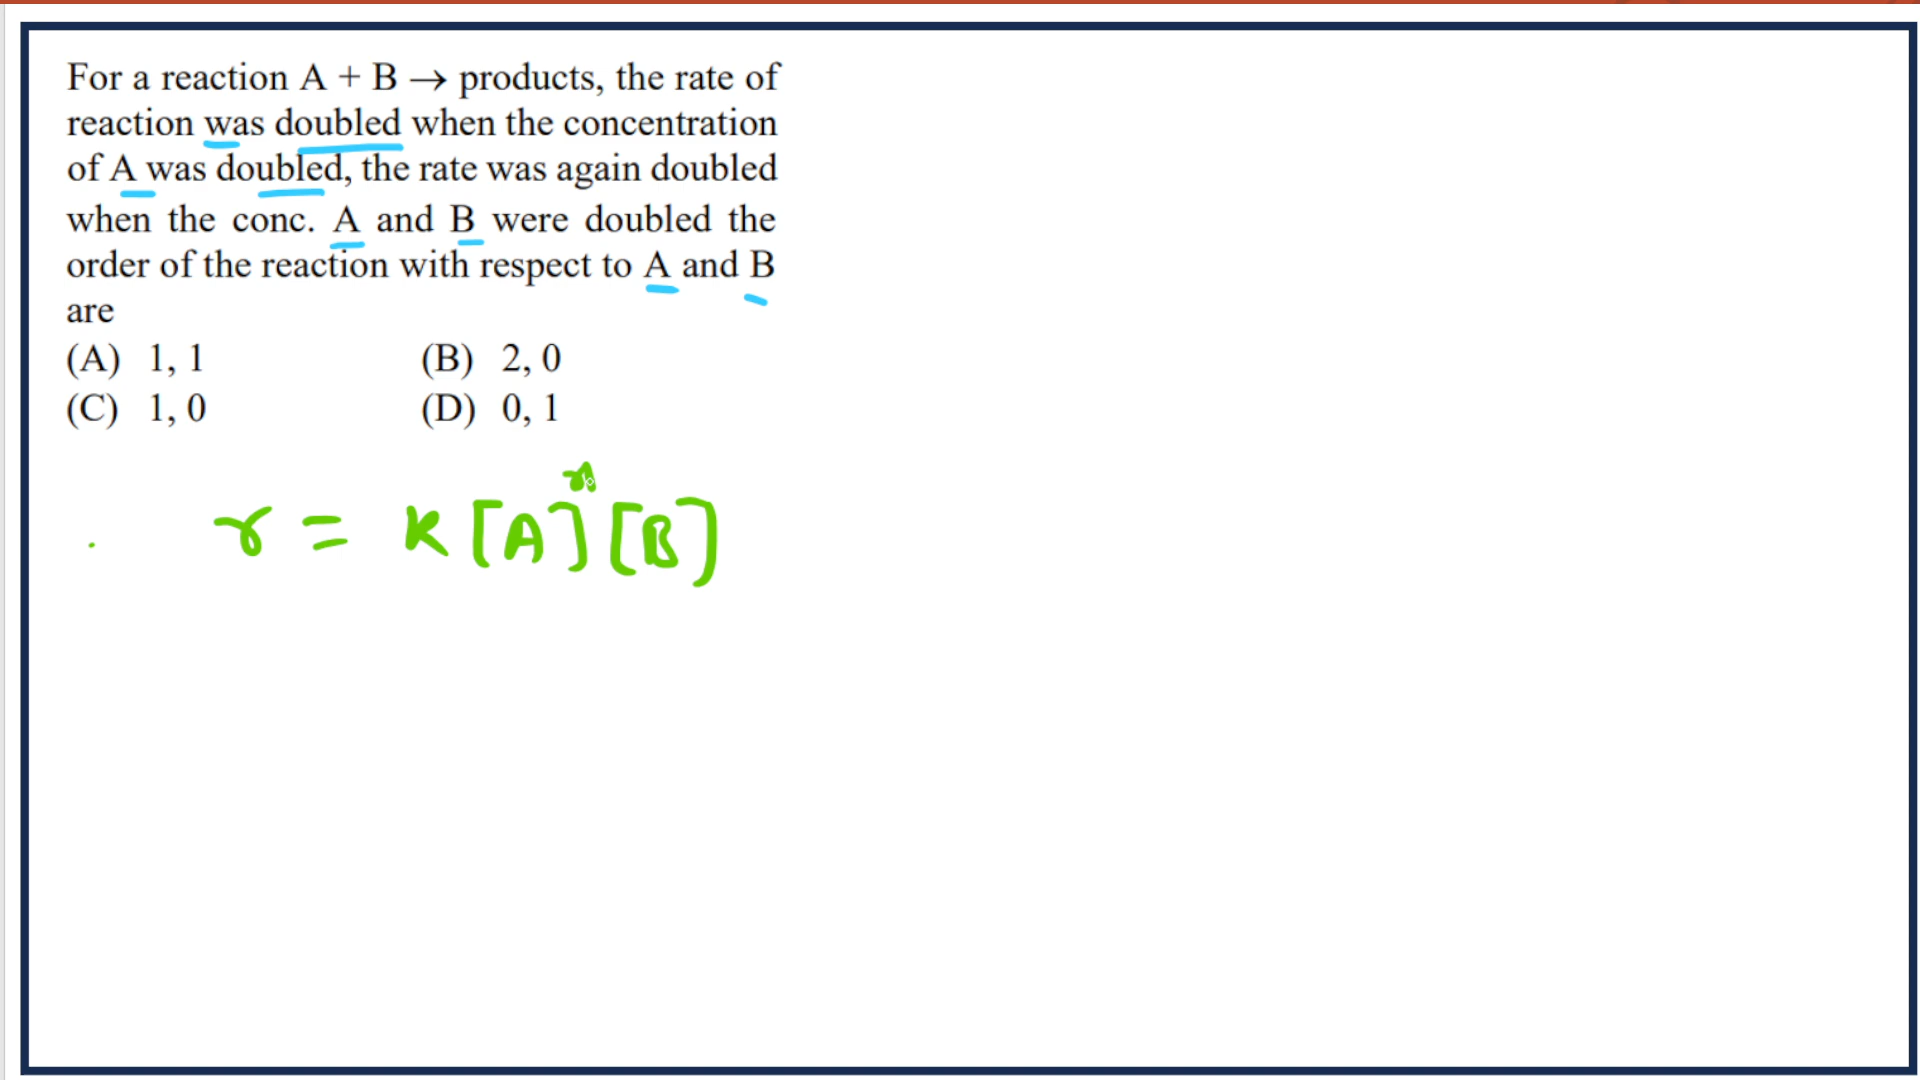 For a reaction A + B → products, the rate of
reaction was doubled when the concentration
of A was doubled, the rate was again doubled
when the conc. A and B were doubled the
order of the reaction with respect to A and B
are
(A) 1, 1 (B) 2, 0
(C) 1, 0 (D) 0, 1
r = K[A] [B]